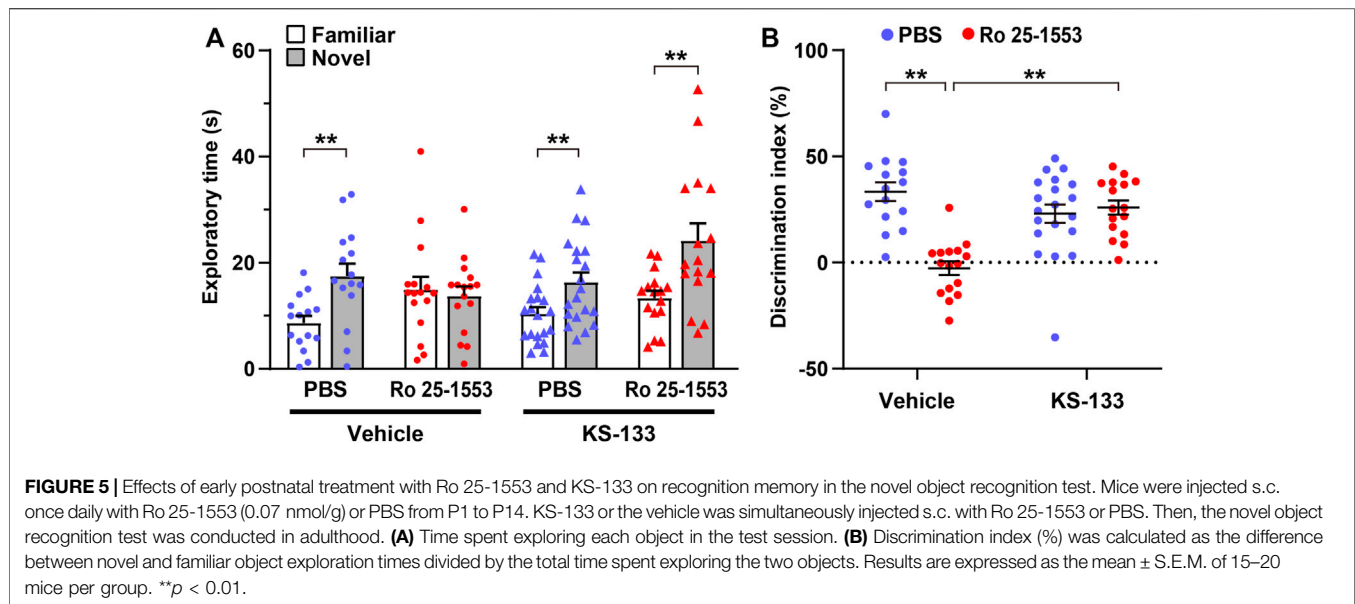 A
Familiar
Novel
Exploratory time (s)
60
40
20
0
**
**
**
PBS
Ro 25-1553
PBS
Ro 25-1553
Vehicle
KS-133
B
PBS
Ro 25-1553
Discrimination index (%)
100
50
0
-50
**
**
Vehicle
KS-133
FIGURE 5 | Effects of early postnatal treatment with Ro 25-1553 and KS-133 on recognition memory in the novel object recognition test. Mice were injected s.c.
once daily with Ro 25-1553 (0.07 nmol/g) or PBS from P1 to P14. KS-133 or the vehicle was simultaneously injected s.c. with Ro 25-1553 or PBS. Then, the novel object
recognition test was conducted in adulthood. (A) Time spent exploring each object in the test session. (B) Discrimination index (%) was calculated as the difference
between novel and familiar object exploration times divided by the total time spent exploring the two objects. Results are expressed as the mean ± S.E.M. of 15–20
mice per group. **p < 0.01.